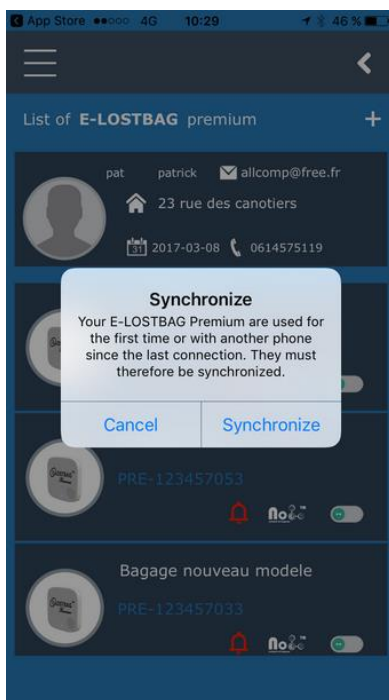 App Store 4G 10:29 46 %
List of E-LOSTBAG premium +
pat patrick allcomp@free.fr
23 rue des canotiers
31 2017-03-08 0614575119
Synchronize
Your E-LOSTBAG Premium are used for
the first time or with another phone
since the last connection. They must
therefore be synchronized.
Cancel Synchronize
PRE-123457053
Bagage nouveau modele
PRE-123457033